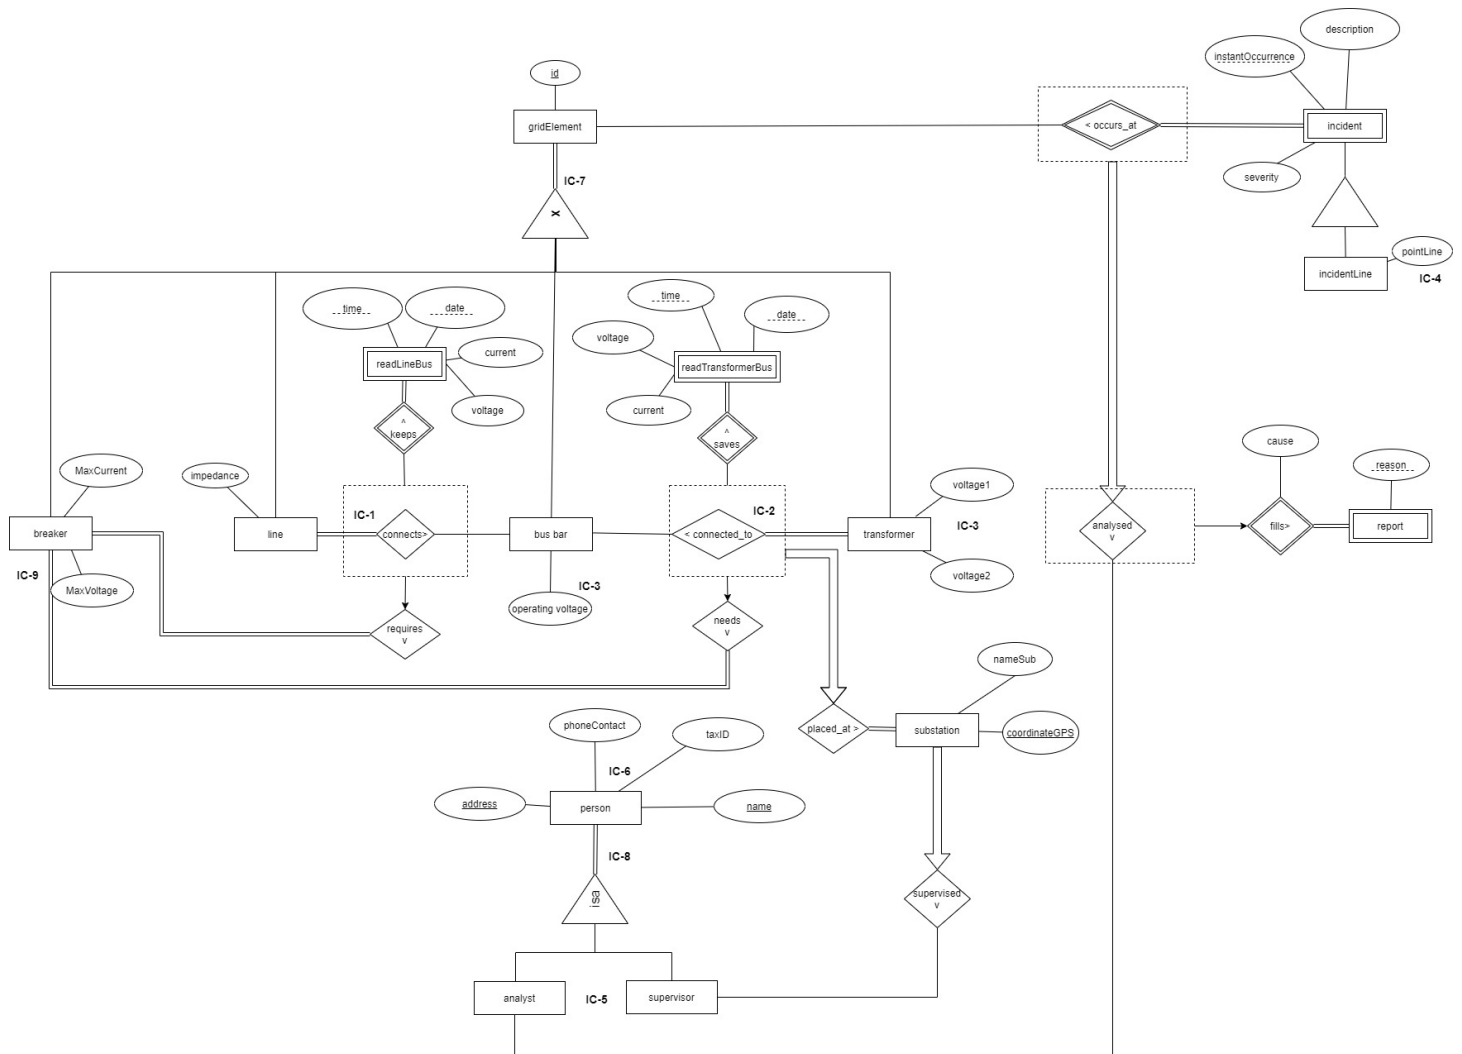 description
instantOccurrence
id
gridElement
< occurs_at
incident
IC-7
severity
X
pointLine
incidentLine
IC-4
time
date
time
date
voltage
readLineBus
current
readTransformerBus
voltage
current
^
keeps
^
saves
cause
reason
MaxCurrent
impedance
voltage1
IC-1
IC-2
breaker
line
connects>
bus bar
< connected_to
transformer
IC-3
analysed
v
fills>
report
IC-9
MaxVoltage
IC-3
operating voltage
voltage2
requires
v
needs
v
nameSub
phoneContact
taxID
placed_at >
substation
coordinateGPS
IC-6
address
person
name
IC-8
isa
supervised
v
analyst
IC-5
supervisor